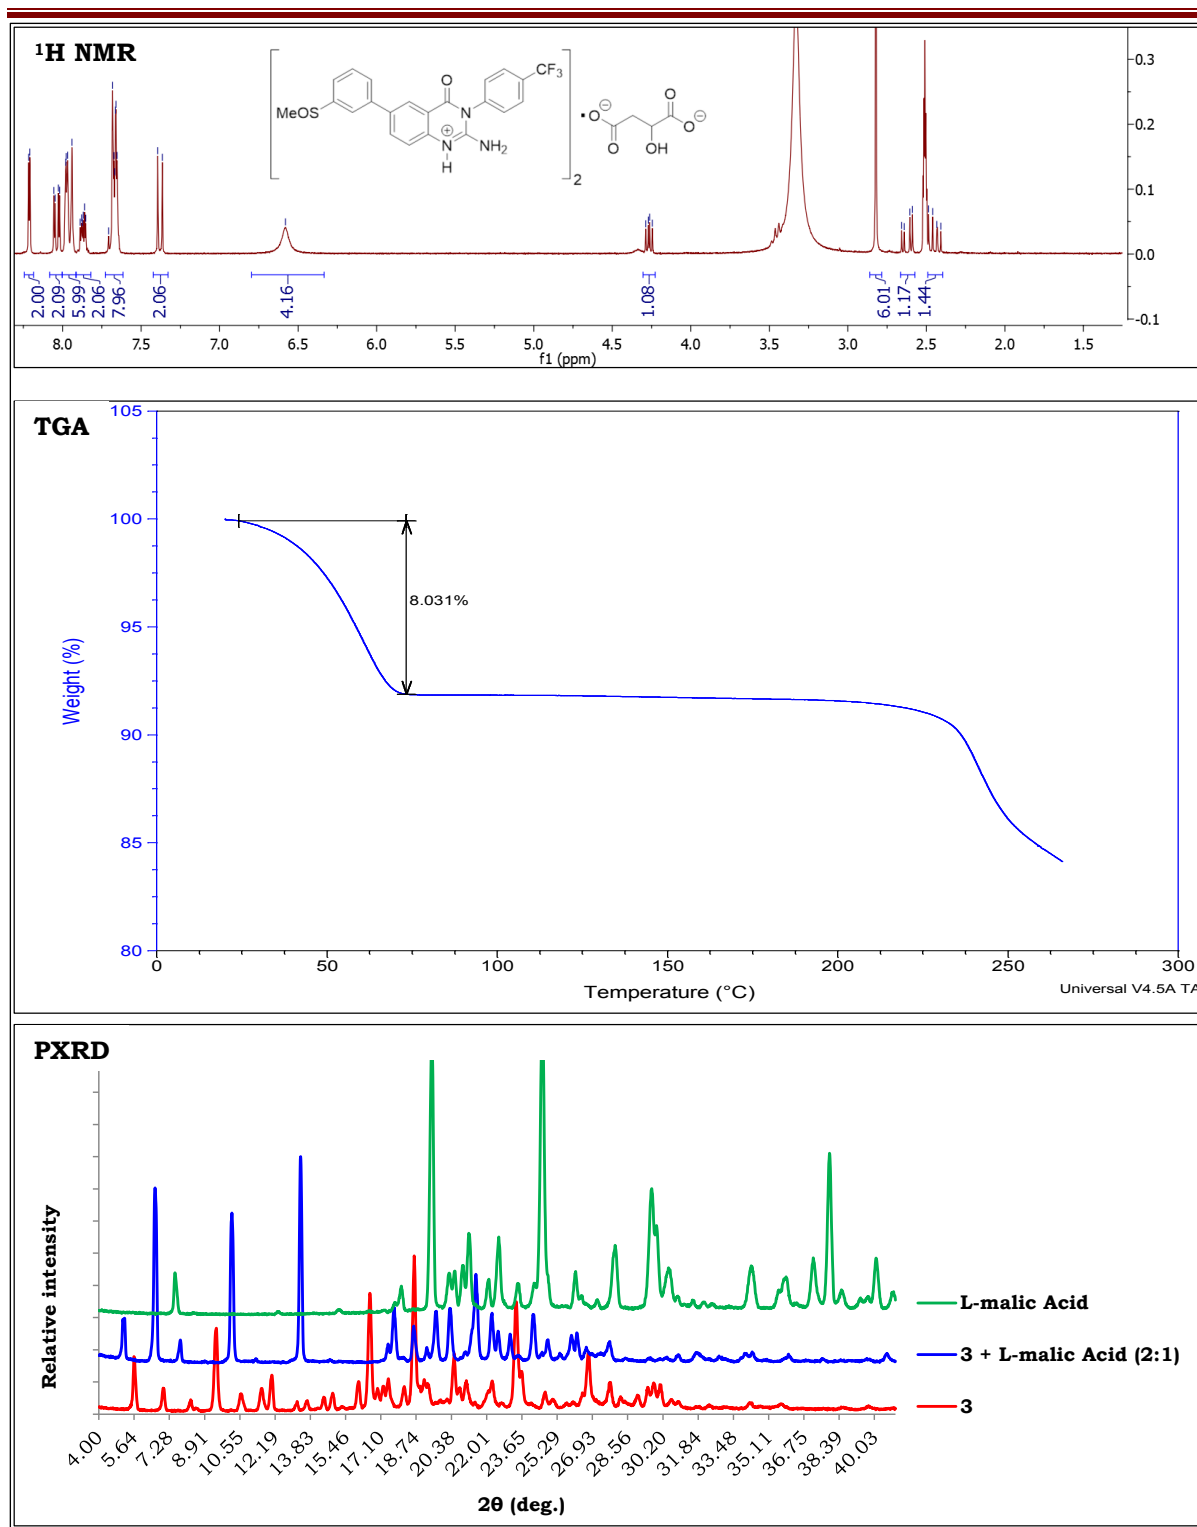 ¹H NMR
O
CF₃
N
MeOS
N
H
NH₂
2
O
O⊖
O
OH
O⊖
0.3
0.2
0.1
0.0
-0.1
2.00
2.09
5.99
2.06
7.96
2.06
4.16
1.08
6.01
1.17
1.44
8.0 7.5 7.0 6.5 6.0 5.5 5.0 4.5 4.0 3.5 3.0 2.5 2.0 1.5
f1 (ppm)
TGA
105
100
95
90
85
80
Weight (%)
8.031%
0 50 100 150 200 250 300
Temperature (°C)
Universal V4.5A TA
PXRD
Relative intensity
L-malic Acid
3 + L-malic Acid (2:1)
3
4.00 5.64 7.28 8.91 10.55 12.19 13.83 15.46 17.10 18.74 20.38 22.01 23.65 25.29 26.93 28.56 30.20 31.84 33.48 35.11 36.75 38.39 40.03
2θ (deg.)